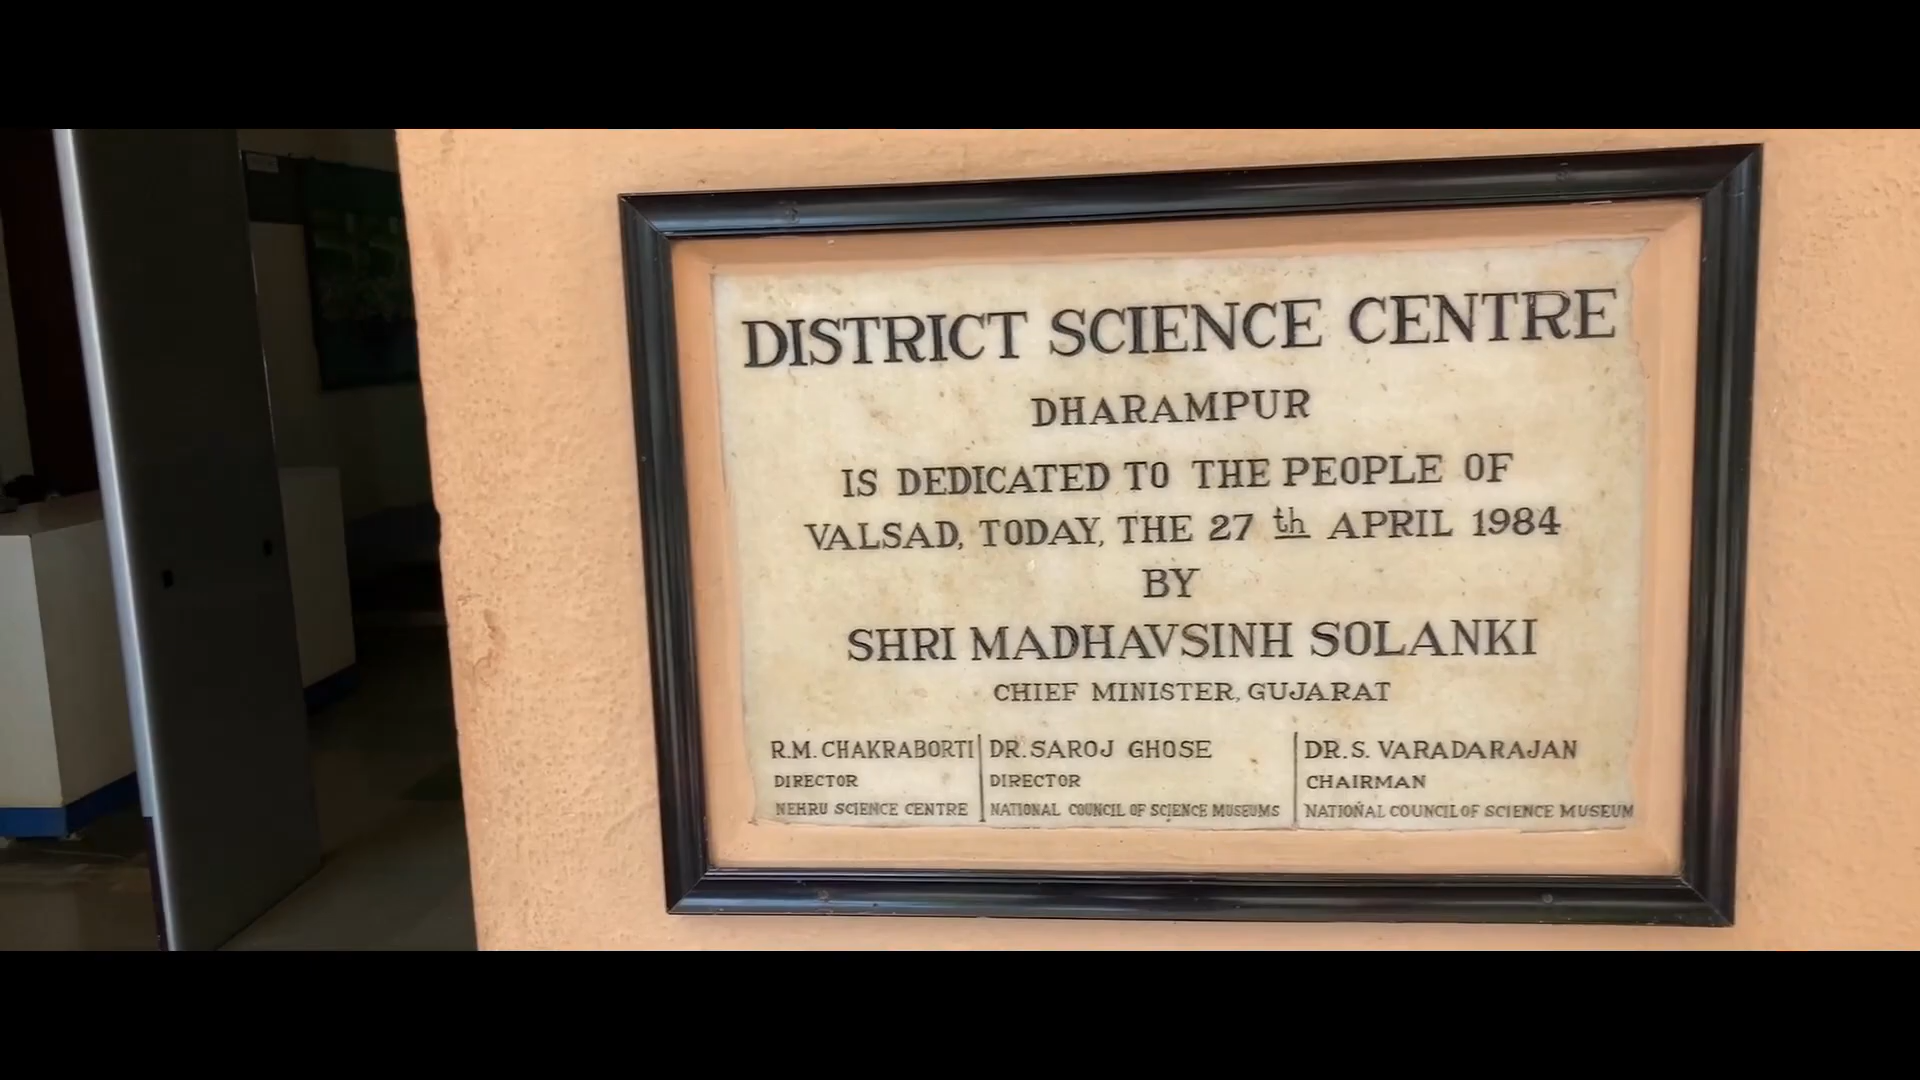 DISTRICT SCIENCE CENTRE
DHARAMPUR
IS DEDICATED TO THE PEOPLE OF
VALSAD, TODAY, THE 27 th APRIL 1984
BY
SHRI MADHAVSINH SOLANKI
CHIEF MINISTER, GUJARAT
R.M. CHAKRABORTI
DIRECTOR
NEHRU SCIENCE CENTRE
DR. SAROJ GHOSE
DIRECTOR
NATIONAL COUNCIL OF SCIENCE MUSEUMS
DR. S. VARADARAJAN
CHAIRMAN
NATIONAL COUNCIL OF SCIENCE MUSEUM